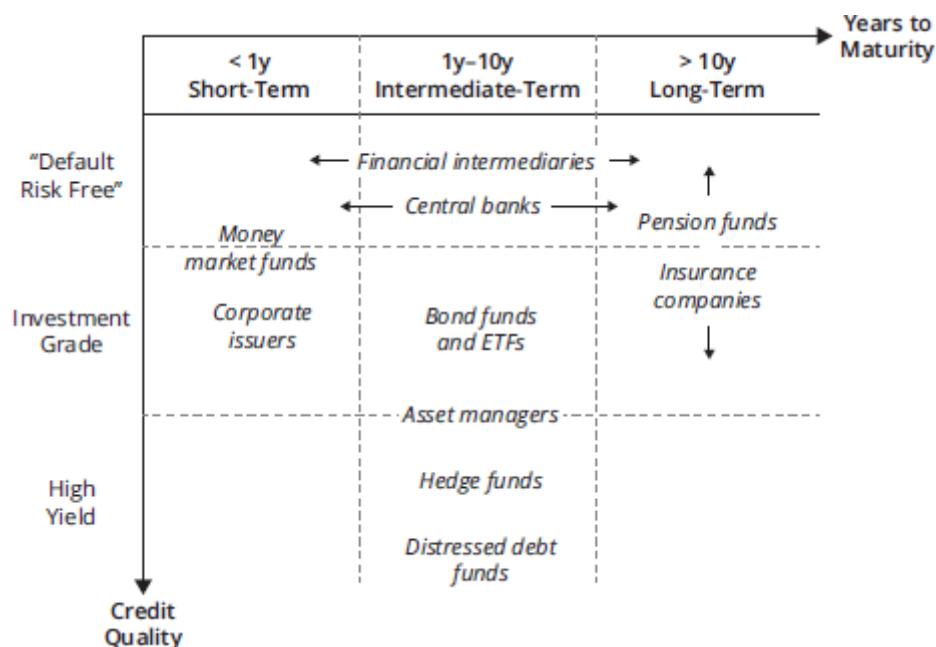 Years to
Maturity
< 1y
Short-Term
1y–10y
Intermediate-Term
> 10y
Long-Term
“Default
Risk Free”
Financial intermediaries
Central banks
Pension funds
Money
market funds
Insurance
companies
Investment
Grade
Corporate
issuers
Bond funds
and ETFs
Asset managers
High
Yield
Hedge funds
Distressed debt
funds
Credit
Quality